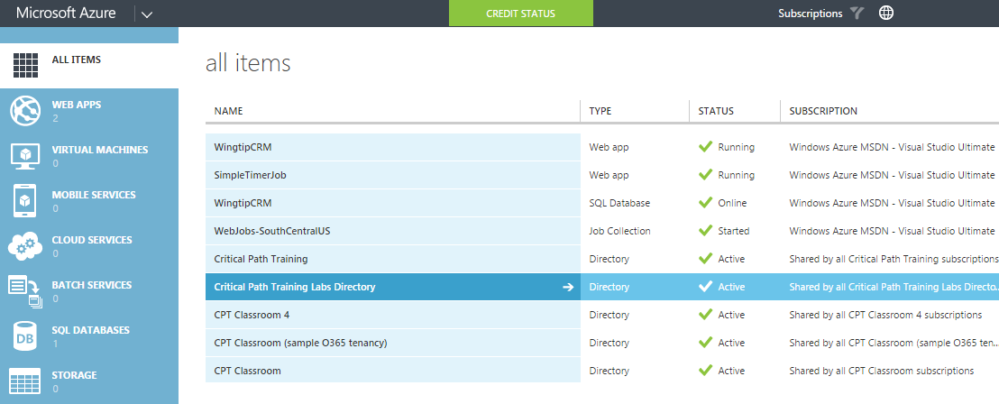 Microsoft Azure CREDIT STATUS Subscriptions
ALL ITEMS
WEB APPS
2
VIRTUAL MACHINES
0
MOBILE SERVICES
0
CLOUD SERVICES
0
BATCH SERVICES
0
DB
SQL DATABASES
1
STORAGE
0
all items
NAME TYPE STATUS SUBSCRIPTION
WingtipCRM Web app Running Windows Azure MSDN - Visual Studio Ultimate
SimpleTimerJob Web app Running Windows Azure MSDN - Visual Studio Ultimate
WingtipCRM SQL Database Online Windows Azure MSDN - Visual Studio Ultimate
WebJobs-SouthCentralUS Job Collection Started Windows Azure MSDN - Visual Studio Ultimate
Critical Path Training Directory Active Shared by all Critical Path Training subscriptions
Critical Path Training Labs Directory Directory Active Shared by all Critical Path Training Labs Directo...
CPT Classroom 4 Directory Active Shared by all CPT Classroom 4 subscriptions
CPT Classroom (sample O365 tenancy) Directory Active Shared by all CPT Classroom (sample O365 ten...
CPT Classroom Directory Active Shared by all CPT Classroom subscriptions